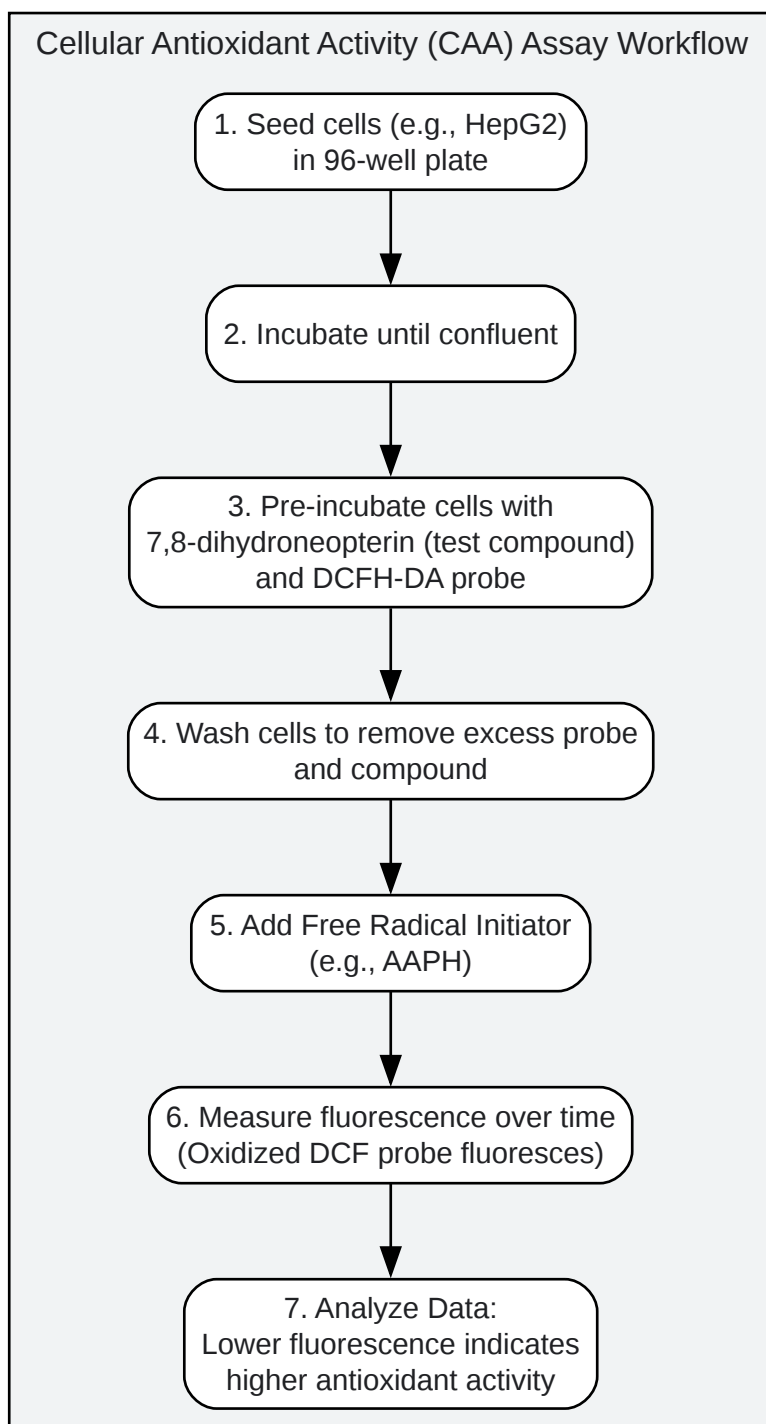 Cellular Antioxidant Activity (CAA) Assay Workflow
1. Seed cells (e.g., HepG2)
in 96-well plate
2. Incubate until confluent
3. Pre-incubate cells with
7,8-dihydroneopterin (test compound)
and DCFH-DA probe
4. Wash cells to remove excess probe
and compound
5. Add Free Radical Initiator
(e.g., AAPH)
6. Measure fluorescence over time
(Oxidized DCF probe fluoresces)
7. Analyze Data:
Lower fluorescence indicates
higher antioxidant activity